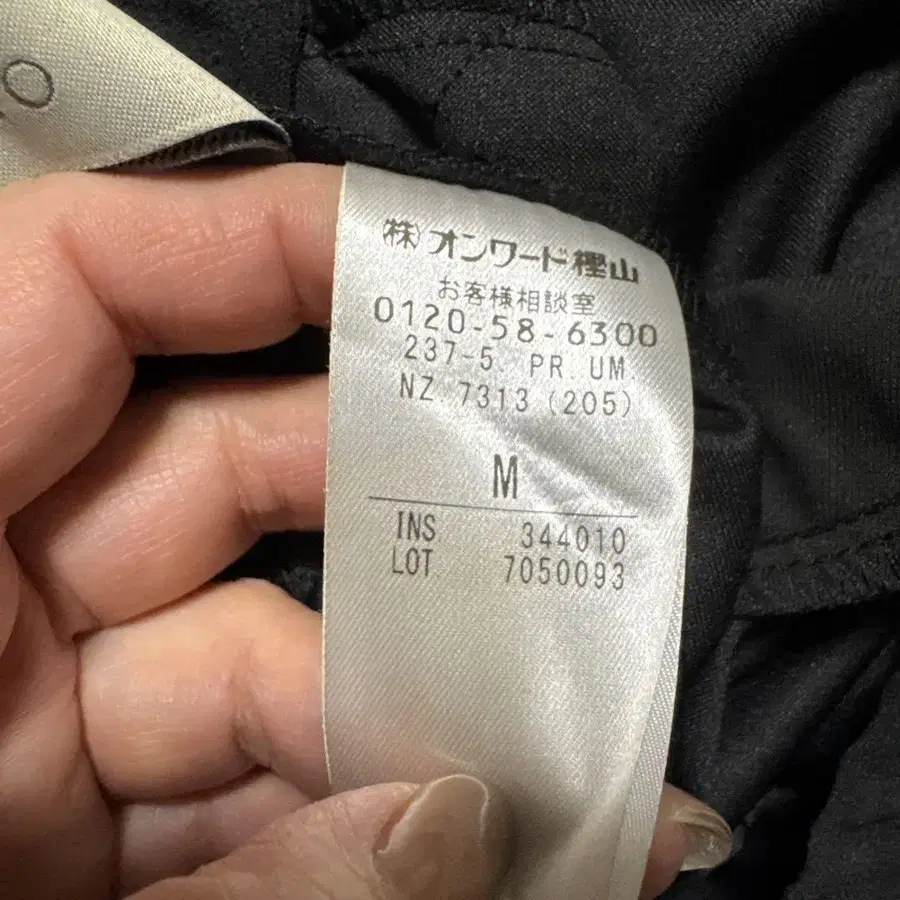 ㈱オンワード樫山
お客様相談室
0120-58-6300
237-5. PR. UM.
NZ. 7313 (205)
M
INS 344010
LOT. 7050093